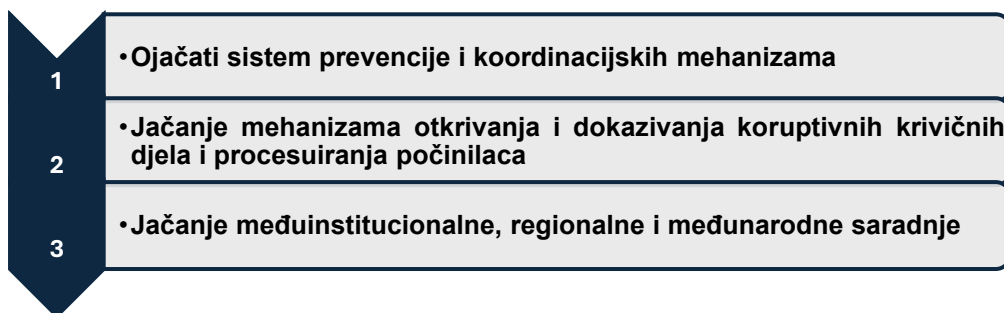 1
•Ojačati sistem prevencije i koordinacijskih mehanizama
2
•Jačanje mehanizama otkrivanja i dokazivanja koruptivnih krivičnih
djela i procesuiranja počinilaca
3
•Jačanje međuinstitucionalne, regionalne i međunarodne saradnje